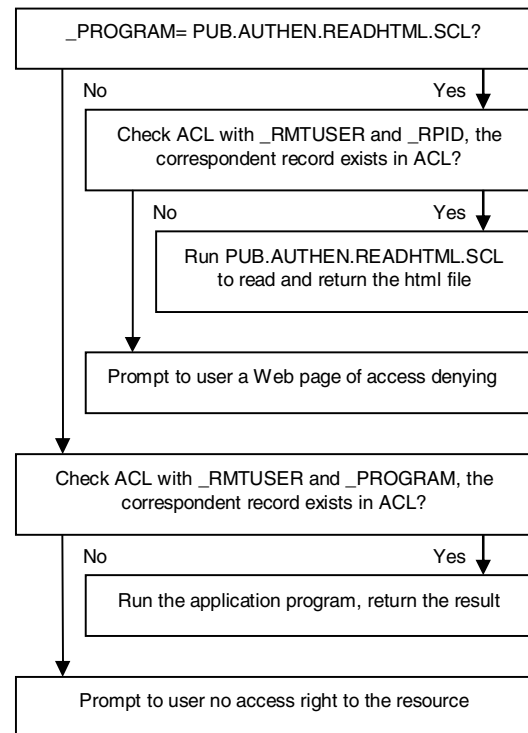 _PROGRAM= PUB.AUTHEN.READHTML.SCL?
No
Yes
Check ACL with _RMTUSER and _RPID, the
correspondent record exists in ACL?
No
Yes
Run PUB.AUTHEN.READHTML.SCL
to read and return the html file
Prompt to user a Web page of access denying
Check ACL with _RMTUSER and _PROGRAM, the
correspondent record exists in ACL?
No
Yes
Run the application program, return the result
Prompt to user no access right to the resource